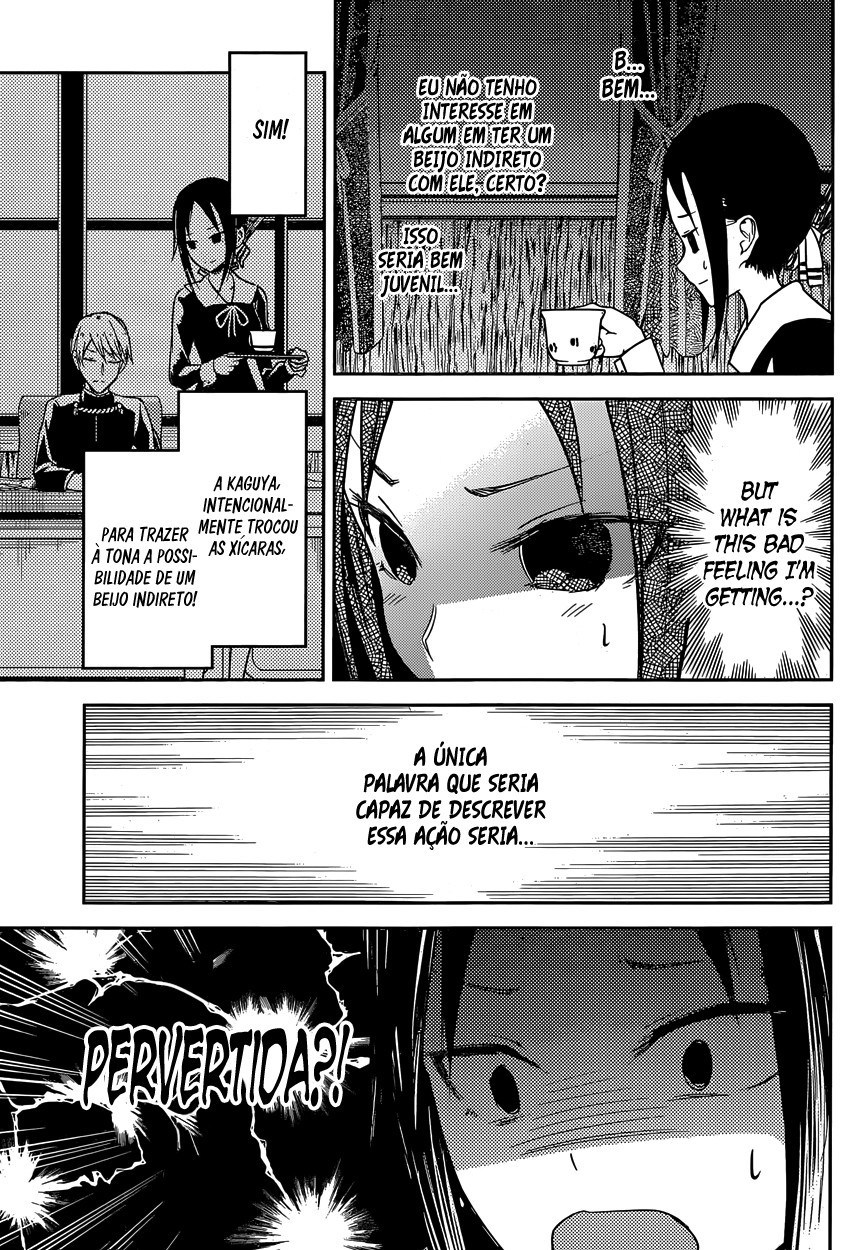 B...
BEM...
EU NÃO TENHO
INTERESSE EM
ALGUM EM TER UM
BEIJO INDIRETO
COM ELE, CERTO?
ISSO
SERIA BEM
JUVENIL...
SIM!
A KAGUYA,
INTENCIONAL-
MENTE TROCOU
AS XÍCARAS,
PARA TRAZER
À TONA A POSSI-
BILIDADE DE UM
BEIJO INDIRETO!
BUT
WHAT IS
THIS BAD
FEELING I'M
GETTING...?
A ÚNICA
PALAVRA QUE SERIA
CAPAZ DE DESCREVER
ESSA AÇÃO SERIA...
PERVERTIDA?!